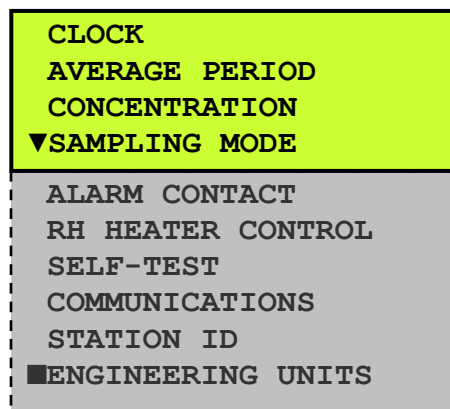 CLOCK
AVERAGE PERIOD
CONCENTRATION
▼SAMPLING MODE
ALARM CONTACT
RH HEATER CONTROL
SELF-TEST
COMMUNICATIONS
STATION ID
■ENGINEERING UNITS